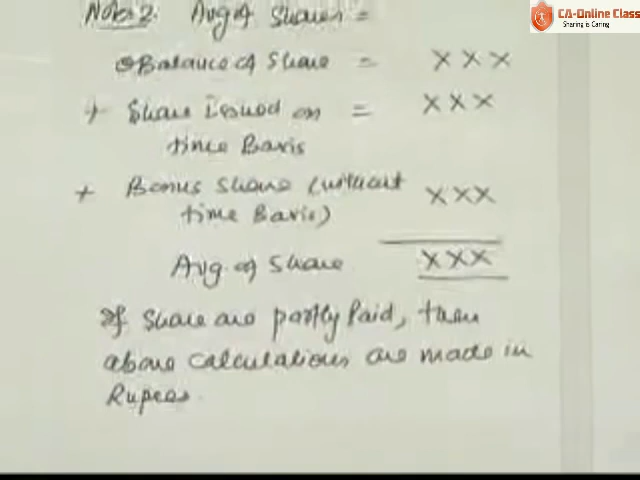 CA-Online Class
Sharing is Caring
Note: 2. Avg of Shares =
Balance of Share = XXX
+ Share issued on = XXX
time Basis
+ Bonus Share (without
time Basis) XXX
Avg of Share XXX
If Share are partly Paid, then
above calculations are made in
Rupees.